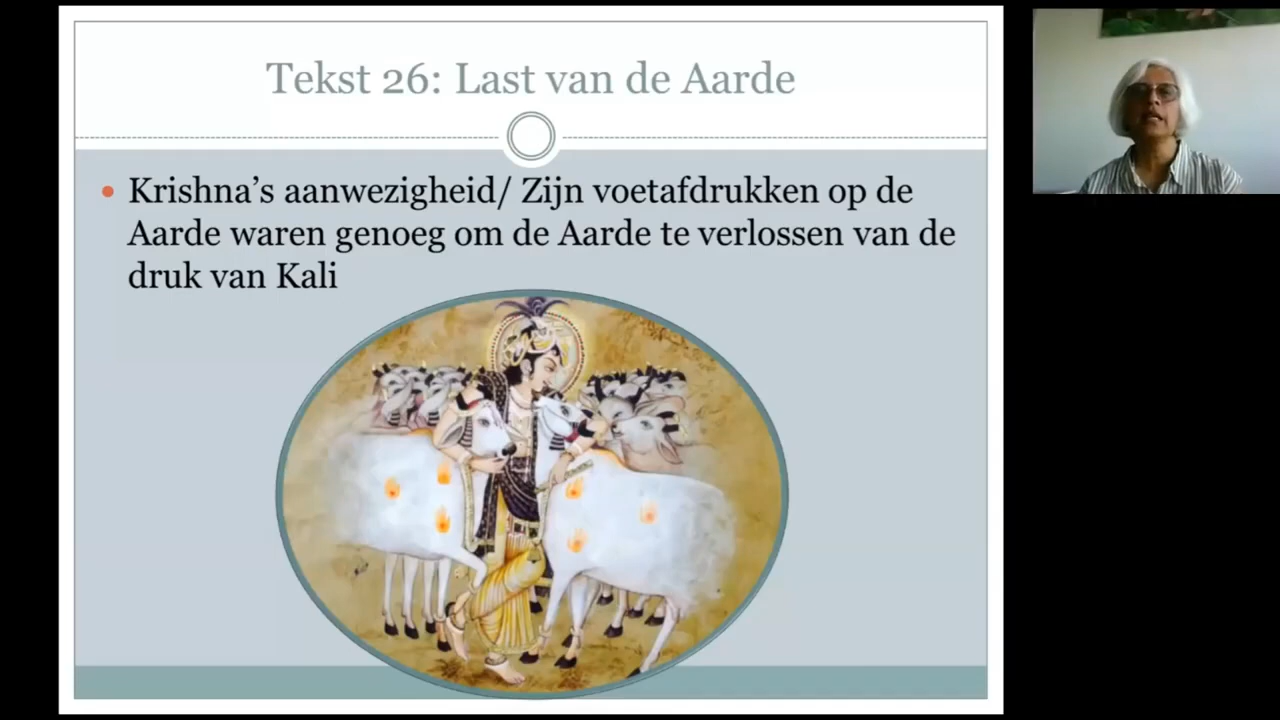 Tekst 26: Last van de Aarde
Krishna’s aanwezigheid/ Zijn voetafdrukken op de
Aarde waren genoeg om de Aarde te verlossen van de
druk van Kali